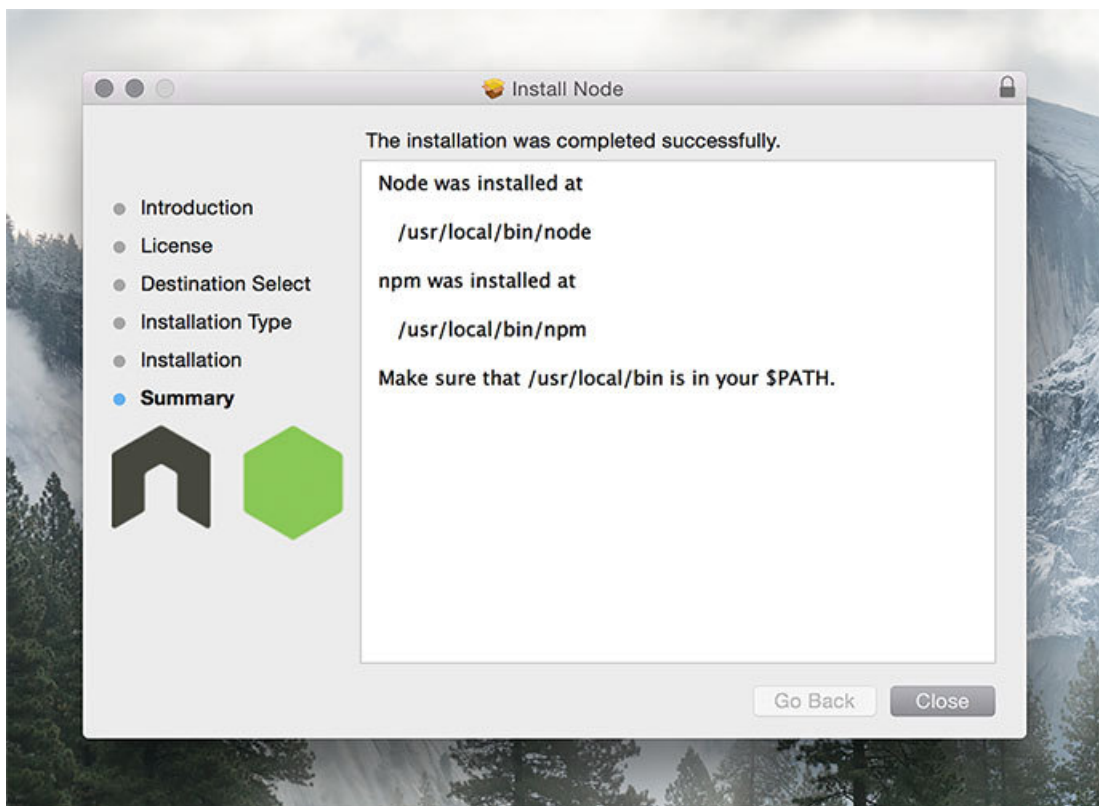 Install Node
The installation was completed successfully.
Introduction
License
Destination Select
Installation Type
Installation
Summary
Node was installed at
/usr/local/bin/node
npm was installed at
/usr/local/bin/npm
Make sure that /usr/local/bin is in your $PATH.
Go Back
Close